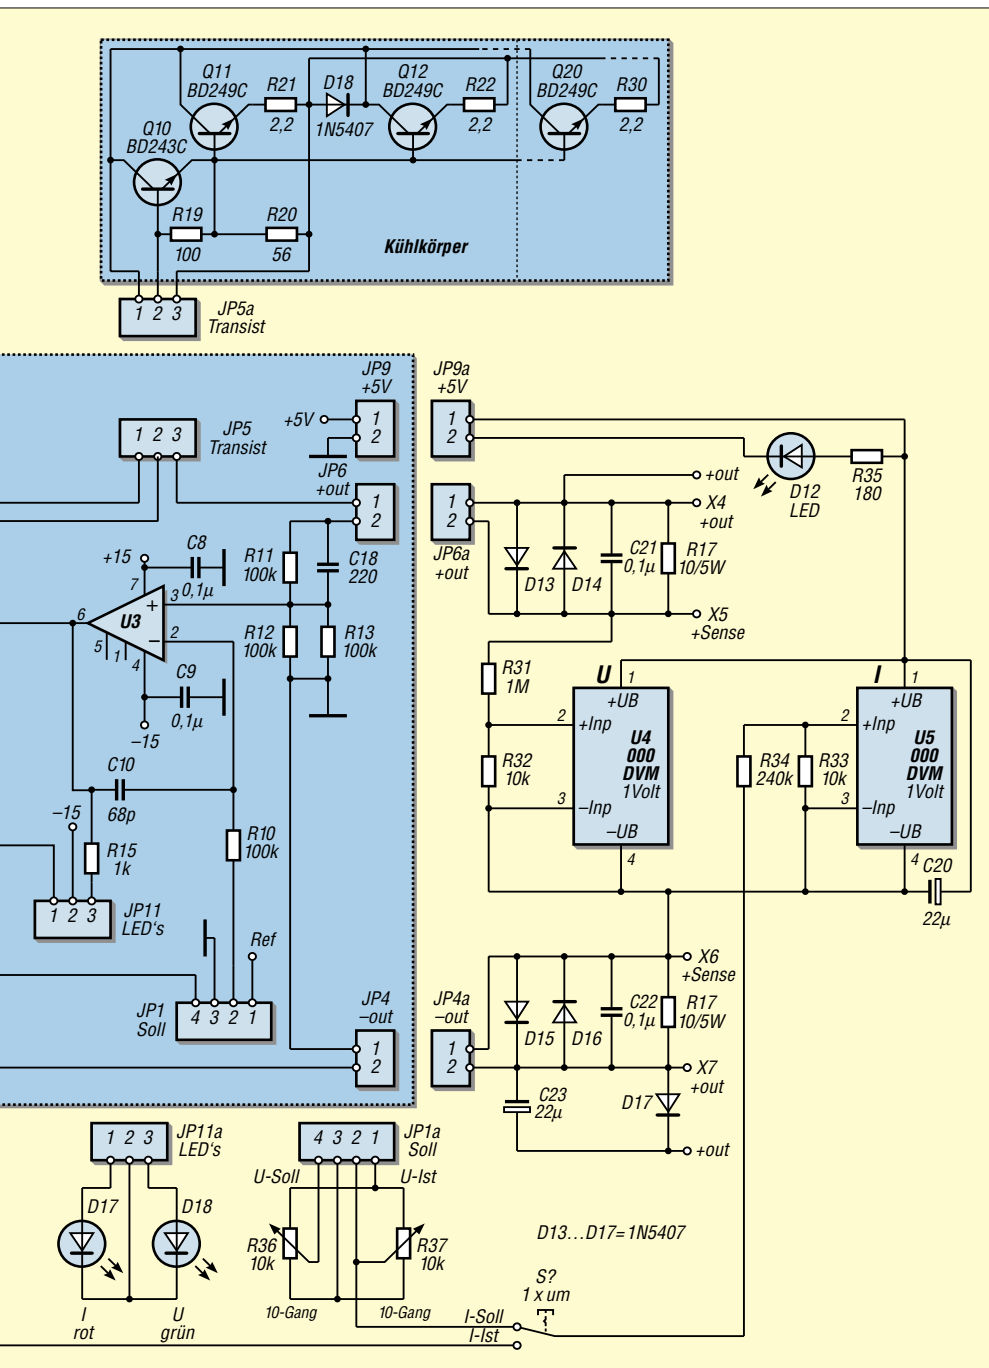 Q11
BD249C
R21
2,2
D18
1N5407
Q12
BD249C
R22
2,2
Q20
BD249C
R30
2,2
Q10
BD243C
R19
100
R20
56
Kühlkörper
1 2 3
JP5a
Transist
JP9
+5V
JP9a
+5V
1 2 3
JP5
Transist
+5V
1
2
1
2
JP6
+out
1
2
1
2
JP6a
+out
D12
LED
R35
180
+out
X4
+out
+15
C8
0,1µ
7
3
+
U3
–
2
6
5
1
4
R11
100k
C18
220
R12
100k
R13
100k
D13
D14
C21
0,1µ
R17
10/5W
X5
+Sense
C9
0,1µ
–15
R31
1M
R32
10k
U
1
+UB
2
+Inp
U4
000
DVM
1Volt
3
–Inp
–UB
4
I
1
+UB
2
+Inp
U5
000
DVM
1Volt
3
–Inp
–UB
4
R34
240k
R33
10k
C20
22µ
C10
68p
–15
R15
1k
R10
100k
1 2 3
JP11
LED's
Ref
JP1
Soll
4 3 2 1
JP4
–out
1
2
JP4a
–out
1
2
X6
+Sense
D15
D16
C22
0,1µ
R17
10/5W
X7
+out
C23
22µ
D17
+out
1 2 3
JP11a
LED's
4 3 2 1
JP1a
Soll
U-Soll
U-Ist
D17
D18
R36
10k
R37
10k
D13...D17=1N5407
I
rot
U
grün
10-Gang
10-Gang
S?
1 x um
I-Soll
I-Ist